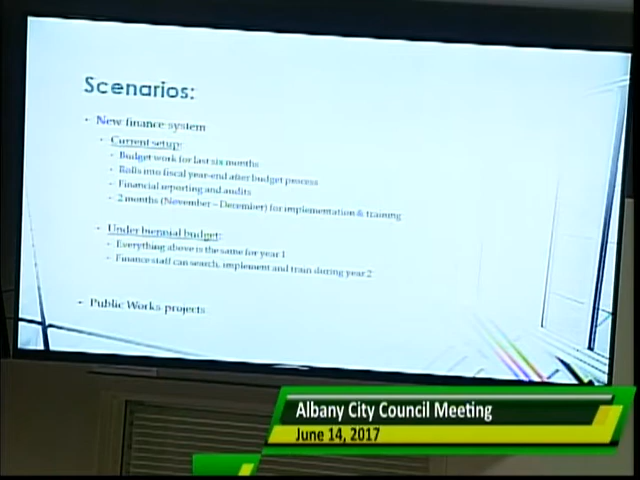 Scenarios:
- New finance system
- Current setup:
- Budget work for last six months
- Rolls into fiscal year-end after budget process
- Financial reporting and audits
- 2 months (November – December) for implementation & training
- Under biennial budget:
- Everything above is the same for year 1
- Finance staff can search, implement and train during year 2
- Public Works projects
Albany City Council Meeting
June 14, 2017